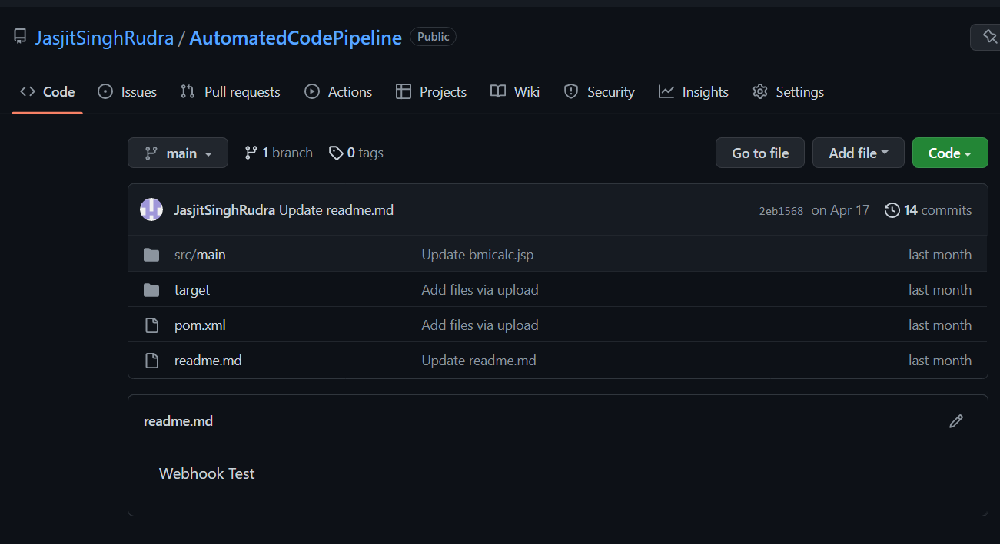 JasjitSinghRudra / AutomatedCodePipeline Public
Code Issues Pull requests Actions Projects Wiki Security Insights Settings
main 1 branch 0 tags Go to file Add file Code
JasjitSinghRudra Update readme.md 2eb1568 on Apr 17 14 commits
src/main Update bmicalc.jsp last month
target Add files via upload last month
pom.xml Add files via upload last month
readme.md Update readme.md last month
readme.md
Webhook Test